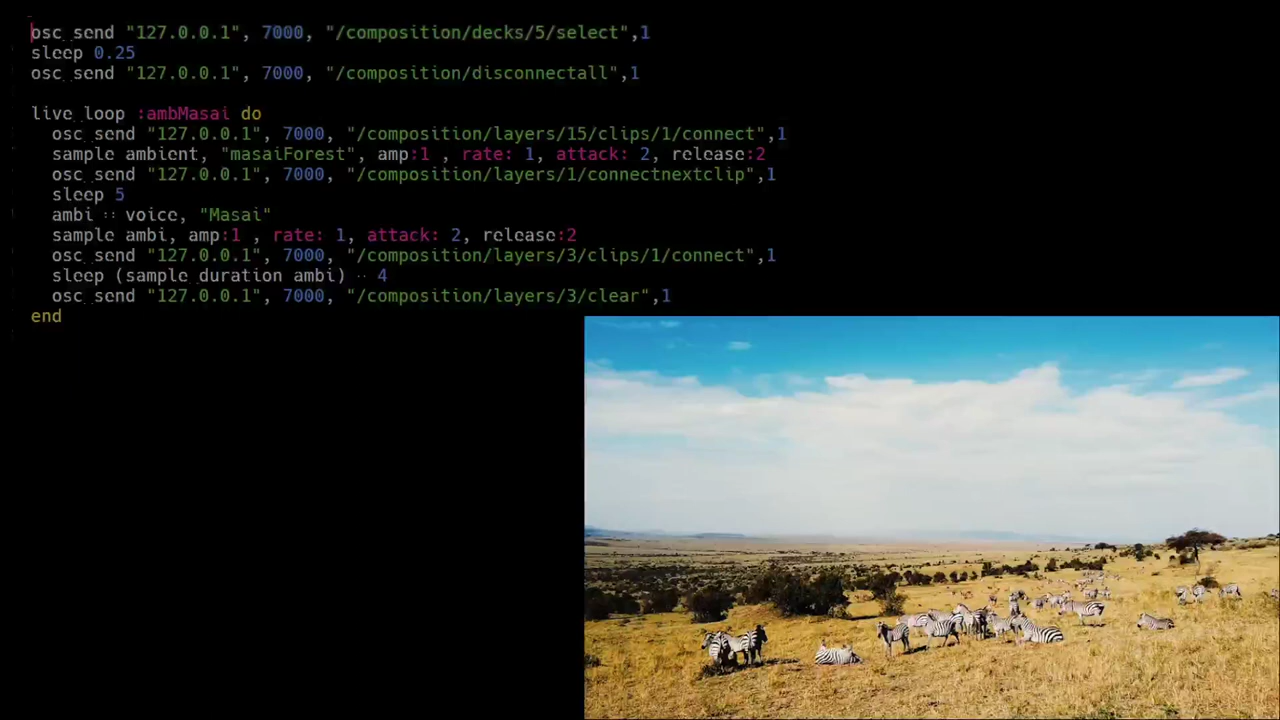 osc_send "127.0.0.1", 7000, "/composition/decks/5/select",1
sleep 0.25
osc_send "127.0.0.1", 7000, "/composition/disconnectall",1
live_loop :ambMasai do
osc_send "127.0.0.1", 7000, "/composition/layers/15/clips/1/connect",1
sample ambient, "masaiForest", amp:1 , rate: 1, attack: 2, release:2
osc_send "127.0.0.1", 7000, "/composition/layers/1/connectnextclip",1
sleep 5
ambi = voice, "Masai"
sample ambi, amp:1 , rate: 1, attack: 2, release:2
osc_send "127.0.0.1", 7000, "/composition/layers/3/clips/1/connect",1
sleep (sample_duration ambi) - 4
osc_send "127.0.0.1", 7000, "/composition/layers/3/clear",1
end